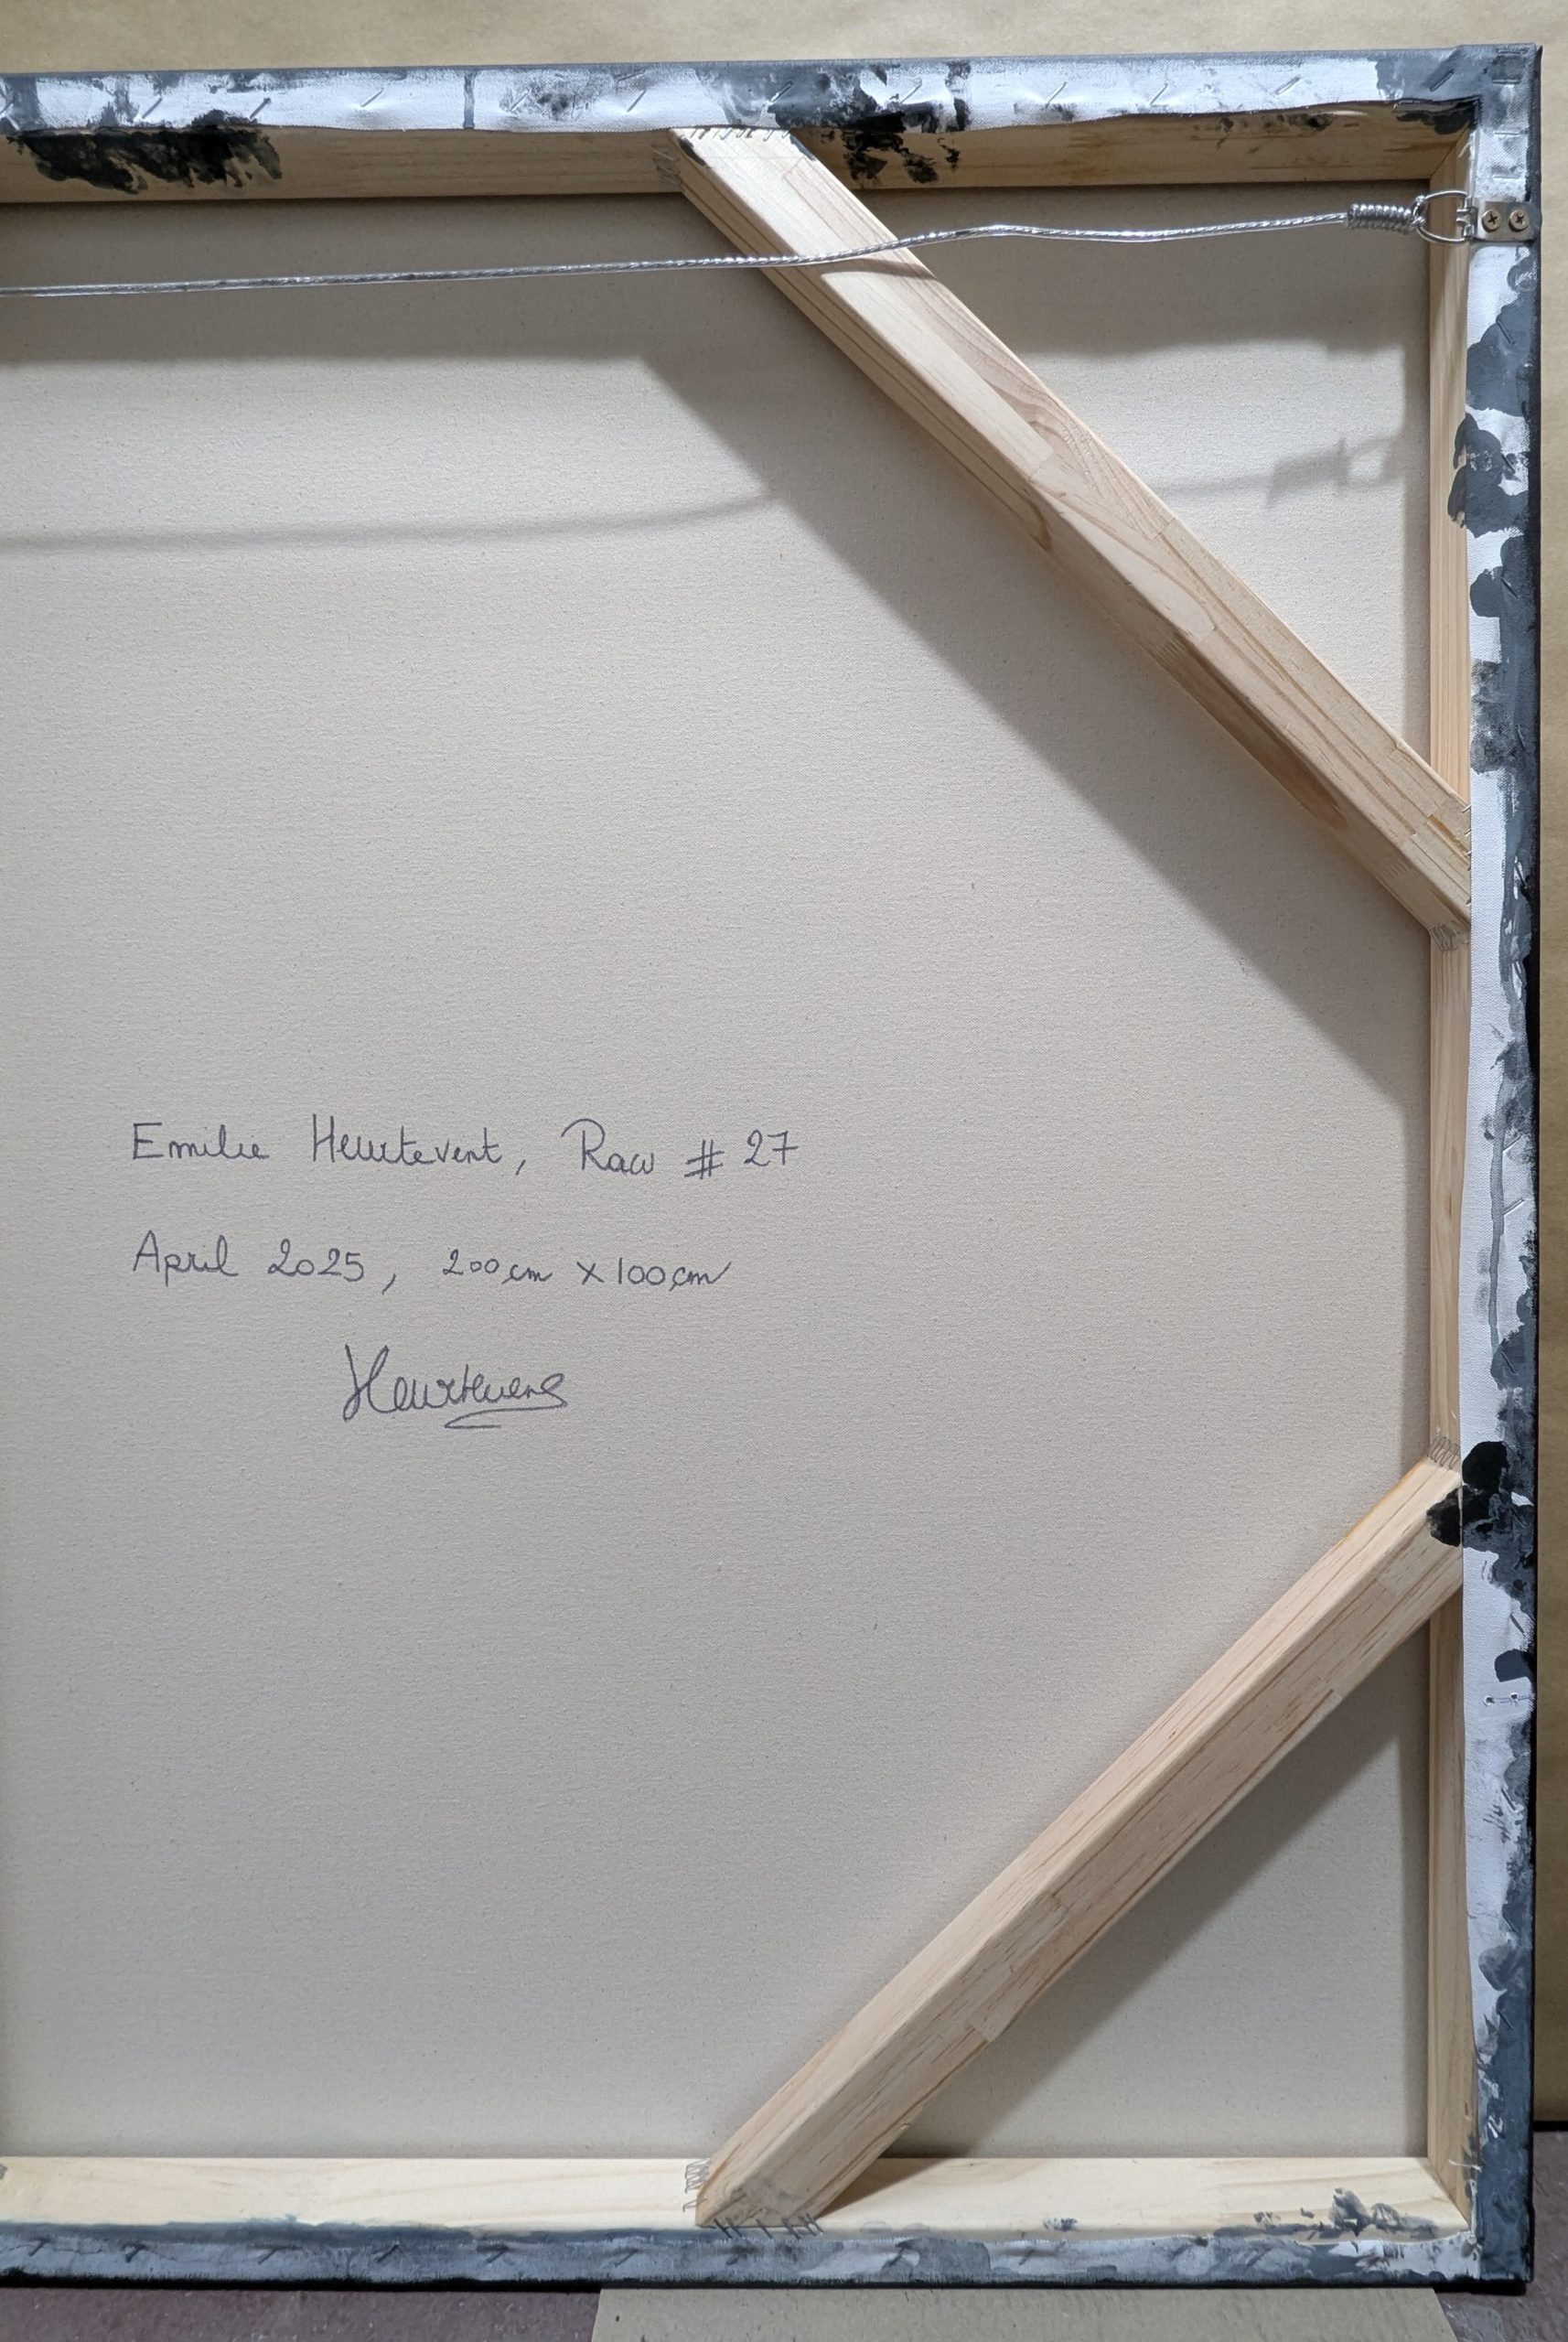 Emilie Heurtevent, Raw # 27
April 2025, 200cm x 100cm
Heurtevent